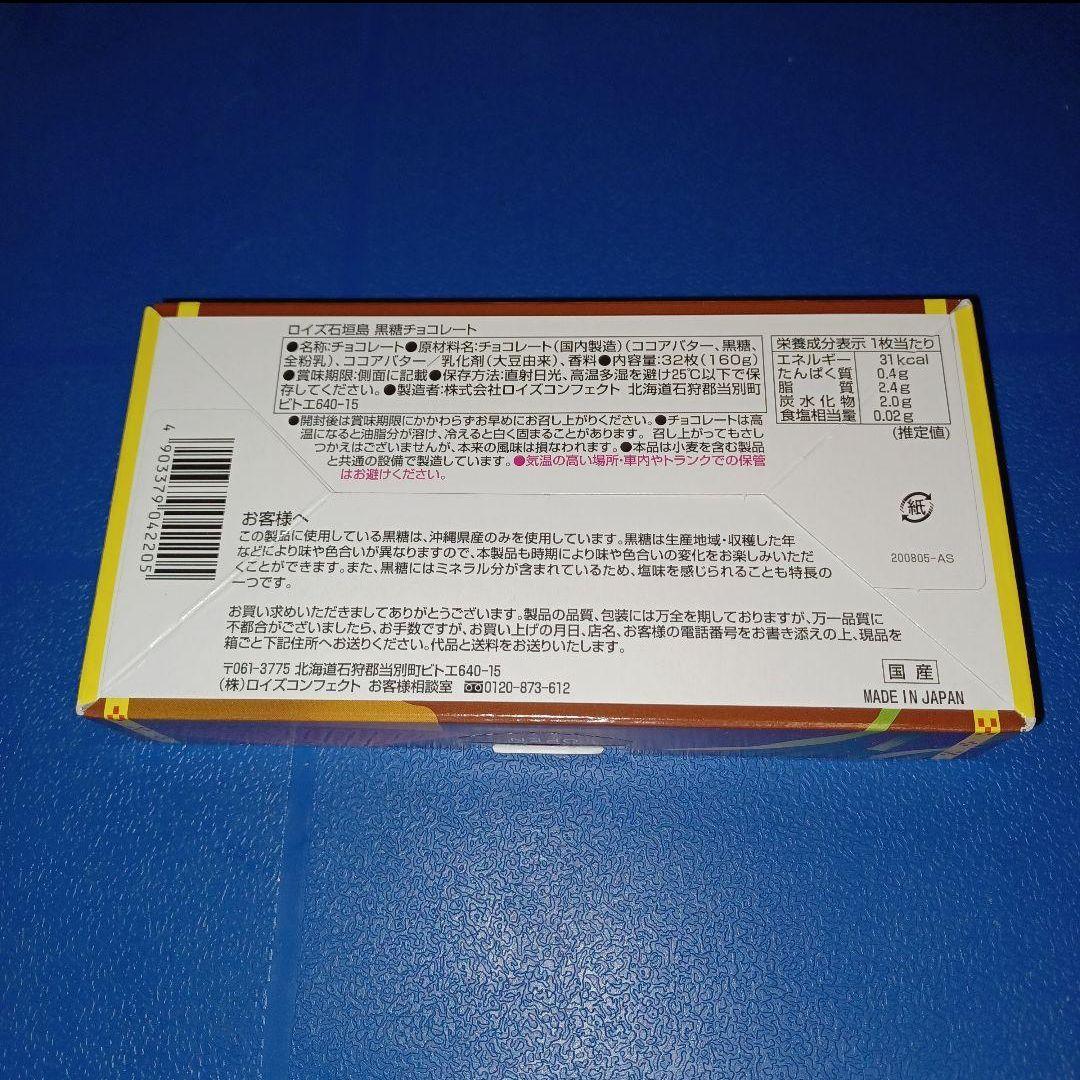 ロイズ石垣島 黒糖チョコレート
●名称:チョコレート●原材料名:チョコレート(国内製造)(ココアバター、黒糖、
全粉乳)、ココアバター/乳化剤(大豆由来)、香料●内容量:32枚(160g)
●賞味期限:側面に記載●保存方法:直射日光、高温多湿を避け25℃以下で保
存してください。●製造者:株式会社ロイズコンフェクト 北海道石狩郡当別町
ビトエ640-15
●開封後は賞味期限にかかわらずお早めにお召し上がりください。●チョコレートは高
温になると油脂分が溶け、冷えると白く固まることがあります。召し上がってもさし
つかえはございませんが、本来の風味は損なわれます。●本品は小麦を含む製品
と共通の設備で製造しています。●気温の高い場所・車内やトランクでの保管
はお避けください。
栄養成分表示 1枚当たり
エネルギー 31kcal
たんぱく質 0.4g
脂質 2.4g
炭水化物 2.0g
食塩相当量 0.02g
(推定値)
紙
200805-AS
4903379042205
お客様へ
この製品に使用している黒糖は、沖縄県産のみを使用しています。黒糖は生産地域・収穫した年
などにより味や色合いが異なりますので、本製品も時期により味や色合いの変化をお楽しみいただ
くことができます。また、黒糖にはミネラル分が含まれているため、塩味を感じられることも特長の
一つです。
お買い求めいただきましてありがとうございます。製品の品質、包装には万全を期しておりますが、万一品質に
不都合がございましたら、お手数ですが、お買い上げの月日、店名、お客様の電話番号をお書き添えの上、現品を
箱ごと下記住所へお送りください。代品と送料をお送りいたします。
〒061-3775 北海道石狩郡当別町ビトエ640-15
(株)ロイズコンフェクト お客様相談室 0120-873-612
国産
MADE IN JAPAN